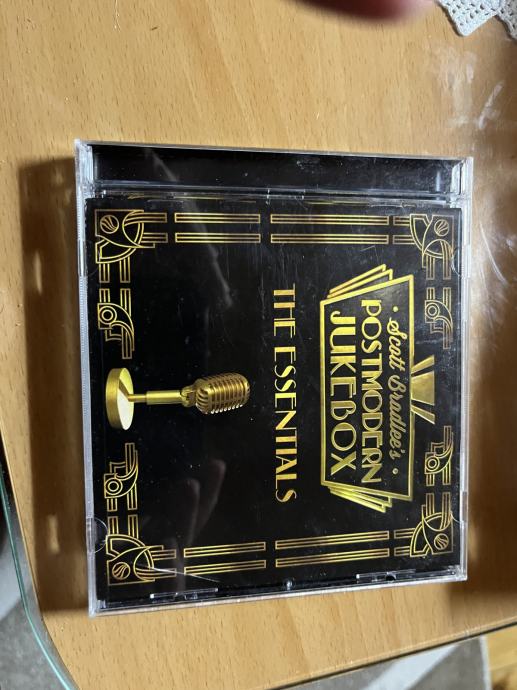 Scott Bradlee's
POSTMODERN
JUKEBOX
THE ESSENTIALS